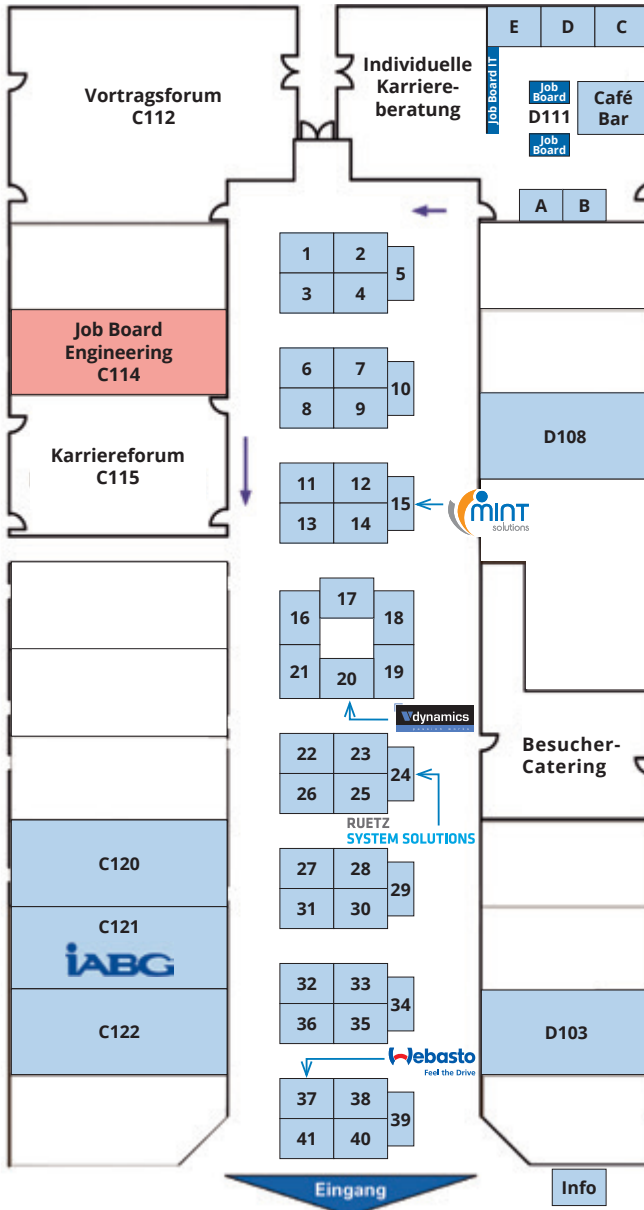 Vortragsforum
C112
Individuelle
Karriere-
beratung
E
D
C
Job Board IT
Job
Board
D111
Job
Board
Café
Bar
A
B
1
2
3
4
5
Job Board
Engineering
C114
6
7
8
9
10
D108
Karriereforum
C115
11
12
13
14
15
MINT
solutions
16
17
18
21
20
19
Vdynamics
22
23
24
26
25
Besucher-
Catering
RUETZ
SYSTEM SOLUTIONS
C120
27
28
29
31
30
C121
iABG
C122
32
33
34
36
35
D103
Webasto
Feel the Drive
37
38
39
41
40
Eingang
Info